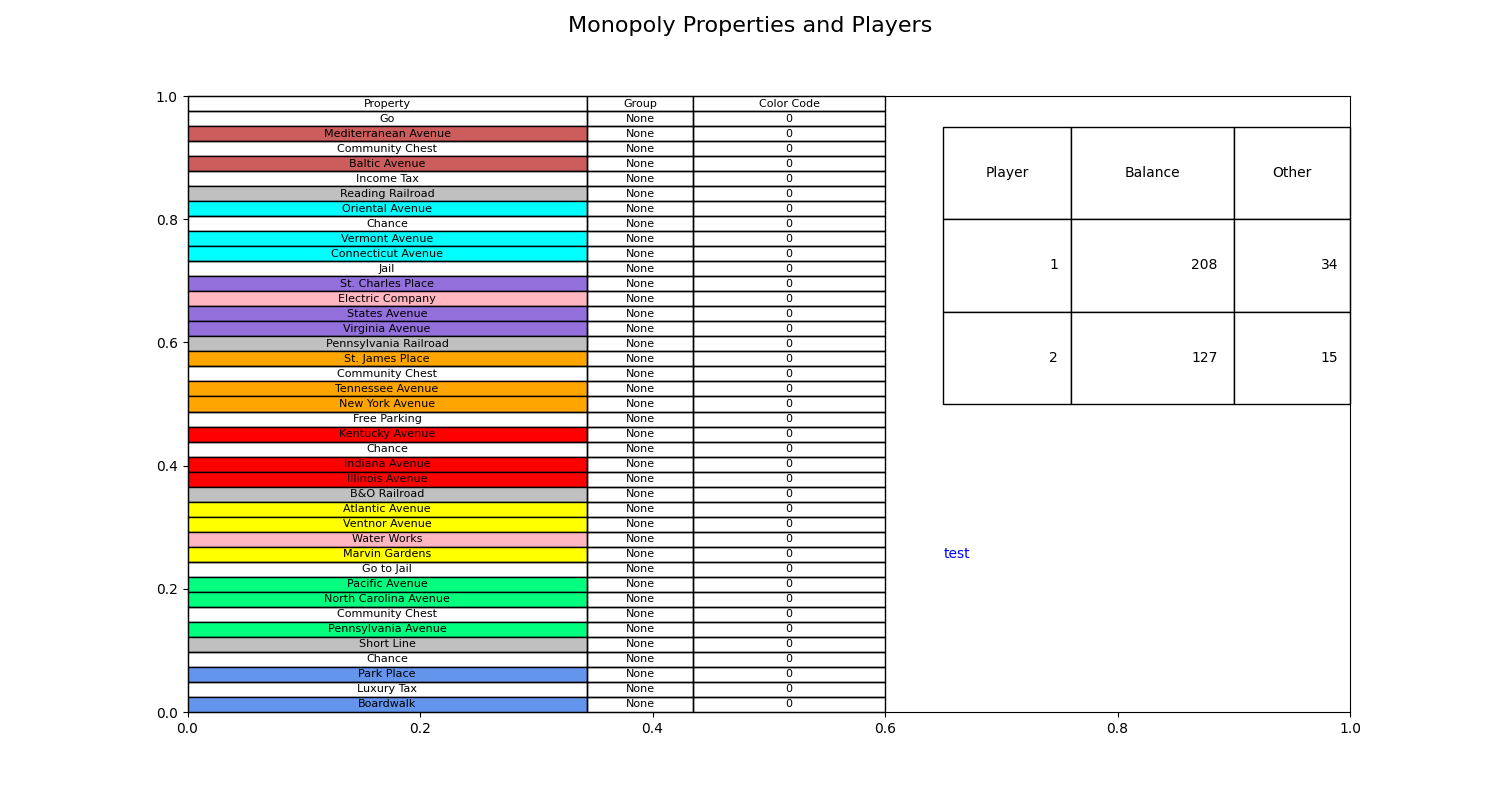 Monopoly Properties and Players
Property Group Color Code
Go None 0
Mediterranean Avenue None 0
Community Chest None 0
Baltic Avenue None 0
Income Tax None 0
Reading Railroad None 0
Oriental Avenue None 0
Chance None 0
Vermont Avenue None 0
Connecticut Avenue None 0
Jail None 0
St. Charles Place None 0
Electric Company None 0
States Avenue None 0
Virginia Avenue None 0
Pennsylvania Railroad None 0
St. James Place None 0
Community Chest None 0
Tennessee Avenue None 0
New York Avenue None 0
Free Parking None 0
Kentucky Avenue None 0
Chance None 0
Indiana Avenue None 0
Illinois Avenue None 0
B&O Railroad None 0
Atlantic Avenue None 0
Ventnor Avenue None 0
Water Works None 0
Marvin Gardens None 0
Go to Jail None 0
Pacific Avenue None 0
North Carolina Avenue None 0
Community Chest None 0
Pennsylvania Avenue None 0
Short Line None 0
Chance None 0
Park Place None 0
Luxury Tax None 0
Boardwalk None 0
Player Balance Other
1 208 34
2 127 15
test
1.0
0.8
0.6
0.4
0.2
0.0
0.0 0.2 0.4 0.6 0.8 1.0